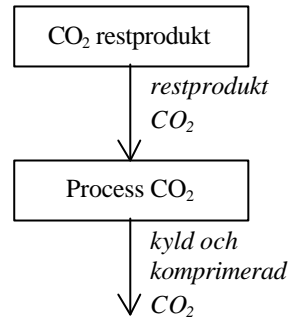 CO₂ restprodukt
restprodukt
CO₂
Process CO₂
kyld och
komprimerad
CO₂